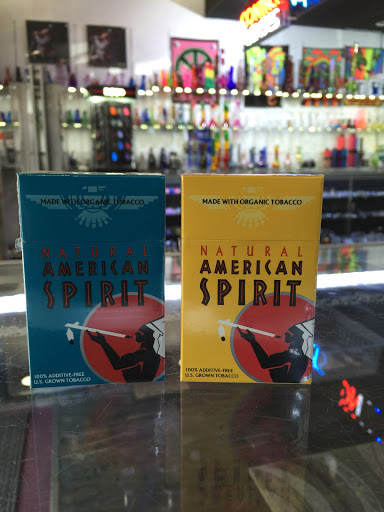 MADE WITH ORGANIC TOBACCO
NATURAL
AMERICAN
SPIRIT
100% ADDITIVE-FREE
U.S. GROWN TOBACCO
MADE WITH ORGANIC TOBACCO
NATURAL
AMERICAN
SPIRIT
100% ADDITIVE-FREE
U.S. GROWN TOBACCO